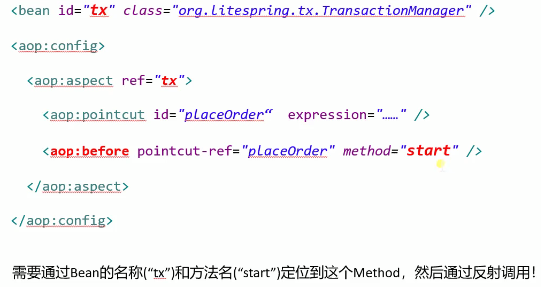 <bean id="tx" class="org.litespring.tx.TransactionManager" />
<aop:config>
<aop:aspect ref="tx">
<aop:pointcut id="placeOrder“ expression="……" />
<aop:before pointcut-ref="placeOrder" method="start" />
</aop:aspect>
</aop:config>
需要通过Bean的名称(“tx”)和方法名(“start”)定位到这个Method，然后通过反射调用！